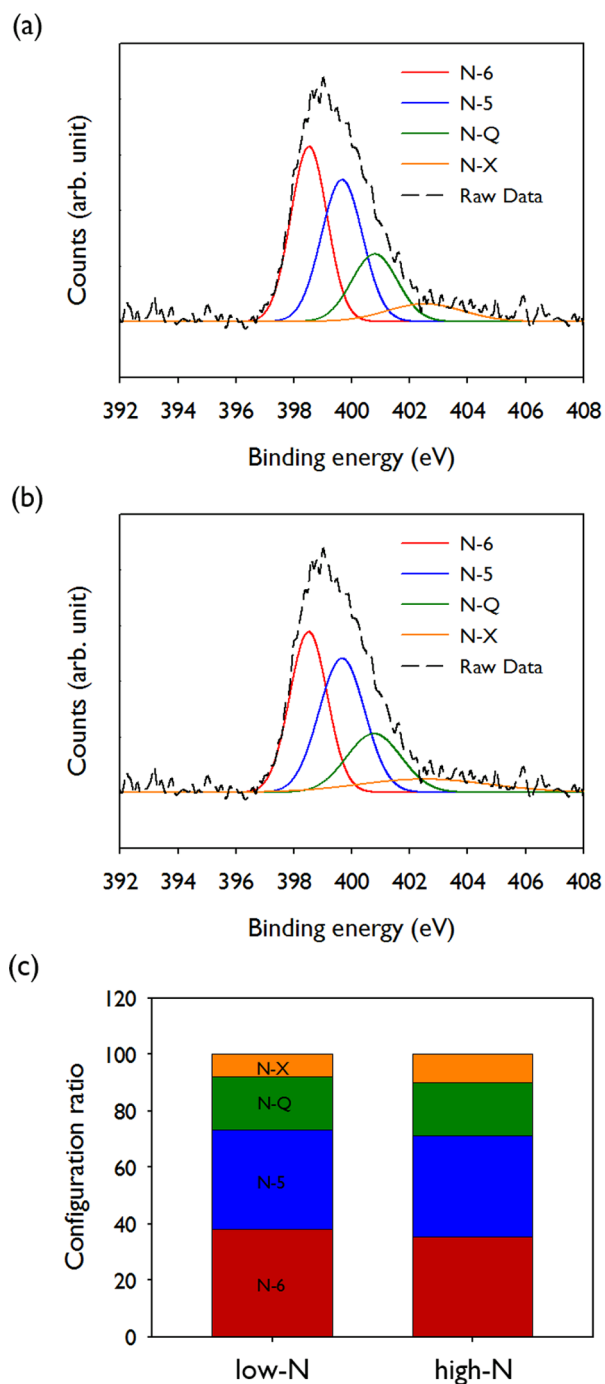 (a)
N-6
N-5
N-Q
N-X
Raw Data
Counts (arb. unit)
392 394 396 398 400 402 404 406 408
Binding energy (eV)
(b)
N-6
N-5
N-Q
N-X
Raw Data
Counts (arb. unit)
392 394 396 398 400 402 404 406 408
Binding energy (eV)
(c)
120
100
80
60
40
20
0
Configuration ratio
N-X
N-Q
N-5
N-6
low-N high-N